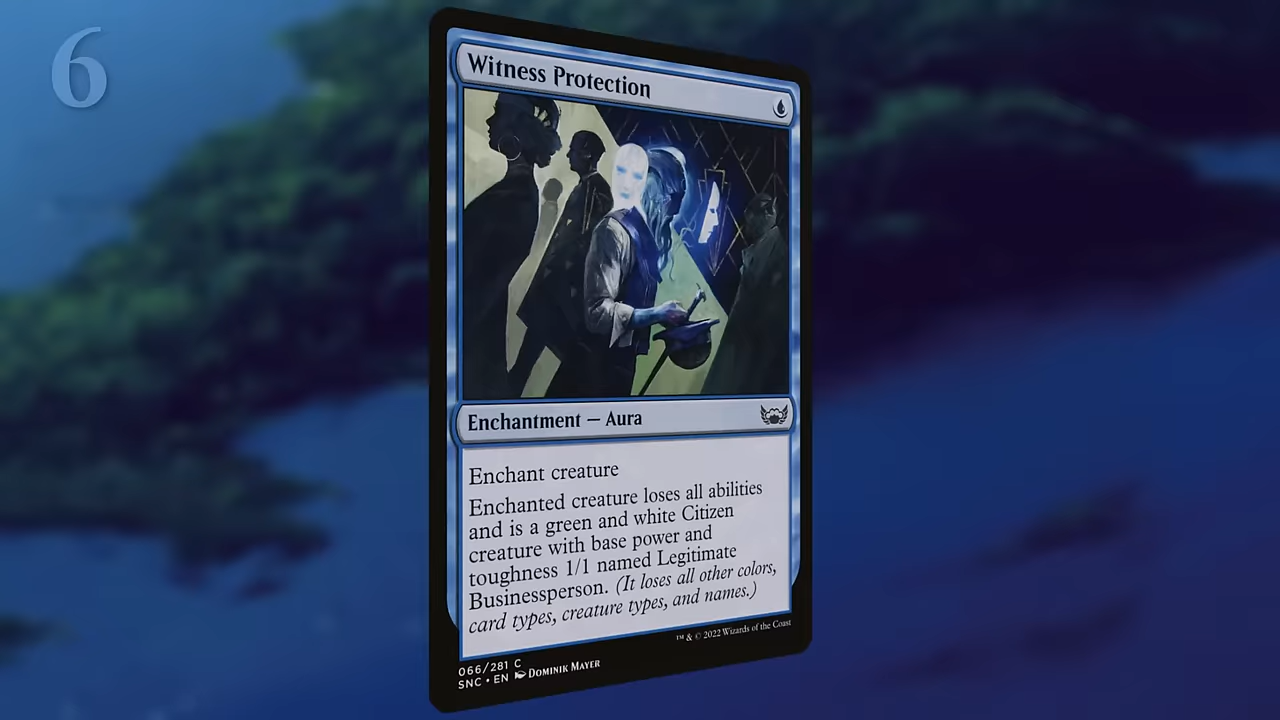 6
Witness Protection
Enchantment — Aura
Enchant creature
Enchanted creature loses all abilities
and is a green and white Citizen
creature with base power and
toughness 1/1 named Legitimate
Businessperson. (It loses all other colors,
card types, creature types, and names.)
™ & © 2022 Wizards of the Coast
066/281 C
SNC • EN Dominik Mayer